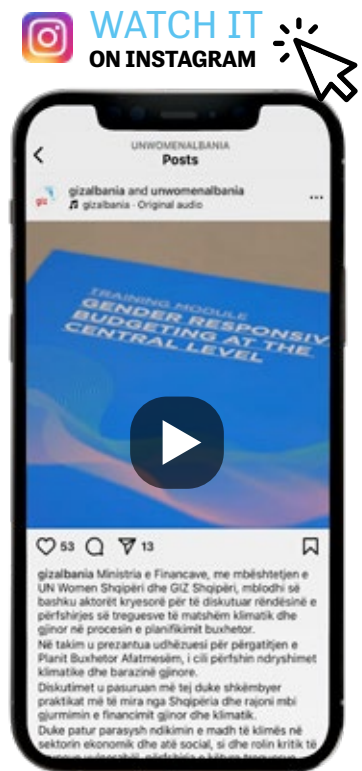 WATCH IT
ON INSTAGRAM
UNWOMENALBANIA
Posts
giz
gizalbania and unwomenalbania
gizalbania · Original audio
TRAINING MODULE
GENDER RESPONSIV
BUDGETING AT THE
CENTRAL LEVEL
53 13
gizalbania Ministria e Financave, me mbështetjen e
UN Women Shqipëri dhe GIZ Shqipëri, mblodhi së
bashku aktorët kryesorë për të diskutuar rëndësinë e
përfshirjes së treguesve të matshëm klimatik dhe
gjinor në procesin e planifikimit buxhetor.
Në takim u prezantua udhëzuesi për përgatitjen e
Planit Buxhetor Afatmesëm, i cili përfshin ndryshimet
klimatike dhe barazinë gjinore.
Diskutimet u pasuruan më tej duke shkëmbyer
praktikat më të mira nga Shqipëria dhe rajoni mbi
gjurmimin e financimit gjinor dhe klimatik.
Duke patur parasysh ndikimin e madh të klimës në
sektorin ekonomik dhe atë social, si dhe rolin kritik të